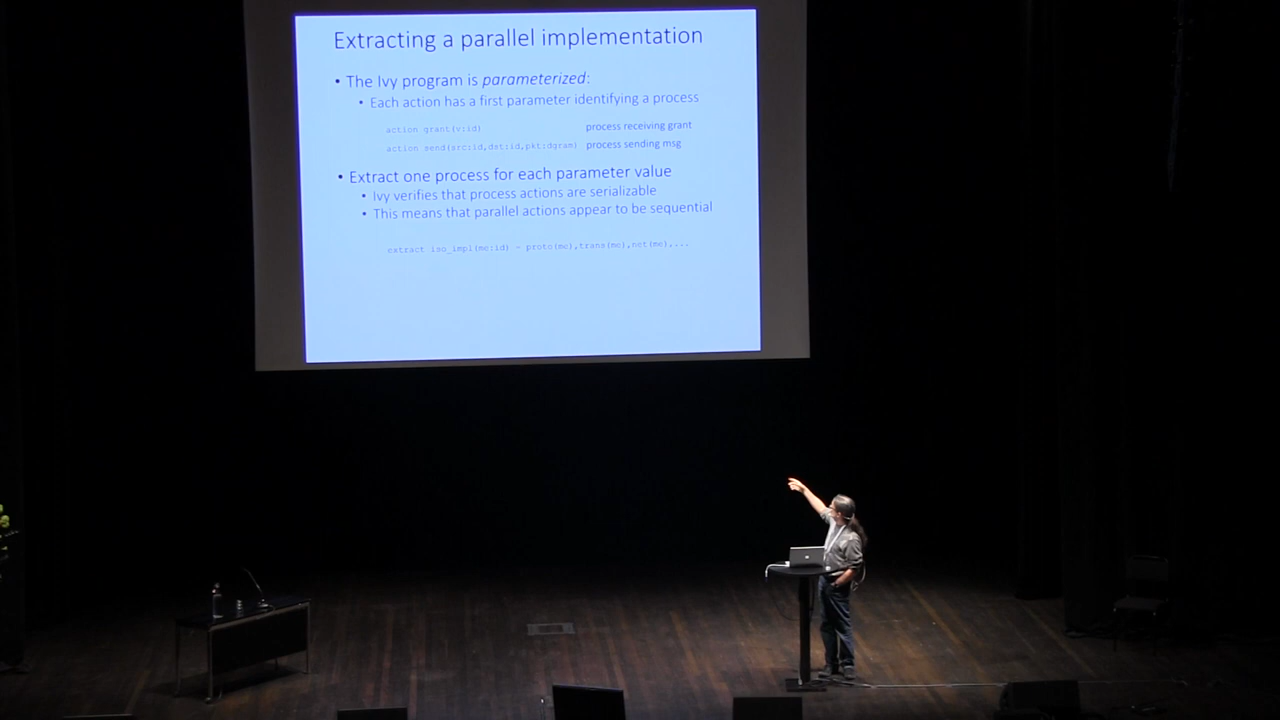 Extracting a parallel implementation
• The Ivy program is parameterized:
• Each action has a first parameter identifying a process
action grant(v:id) process receiving grant
action send(src:id,dst:id,pkt:dgram) process sending msg
• Extract one process for each parameter value
• Ivy verifies that process actions are serializable
• This means that parallel actions appear to be sequential
extract iso_impl(me:id) = proto(me),trans(me),net(me),...